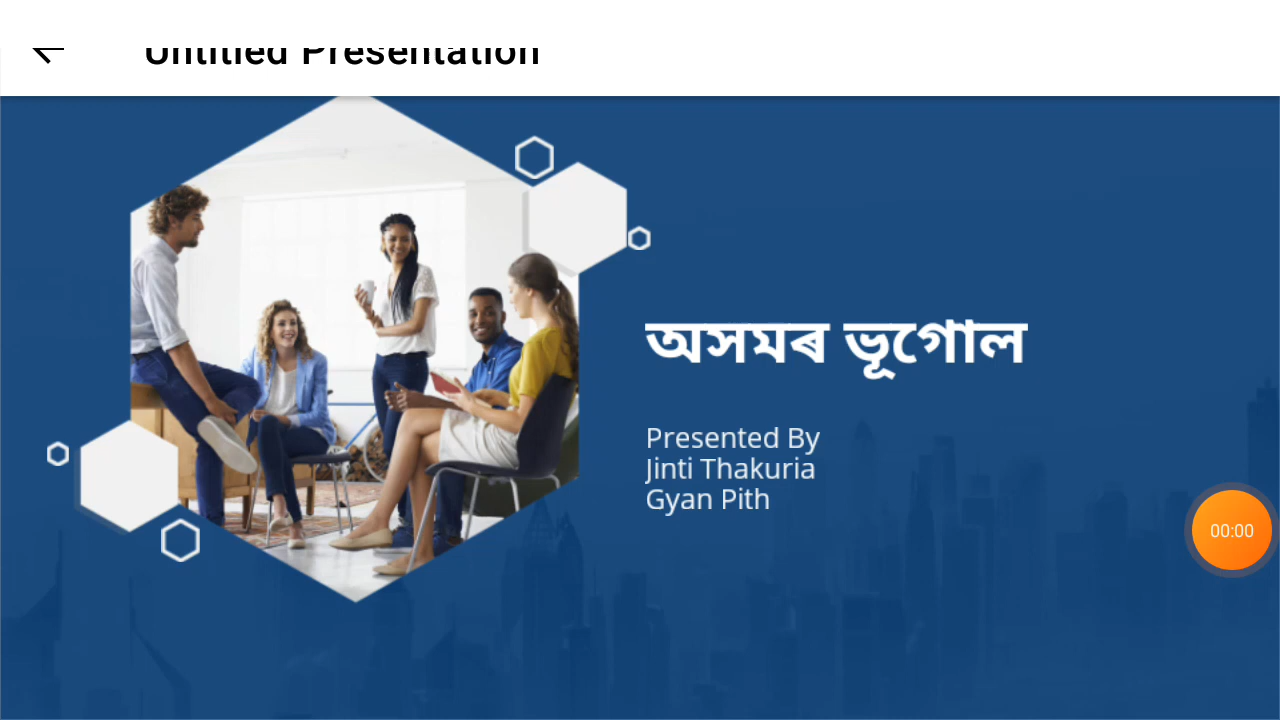 Untitled Presentation
অসমৰ ভূগোল
Presented By
Jinti Thakuria
Gyan Pith
00:00